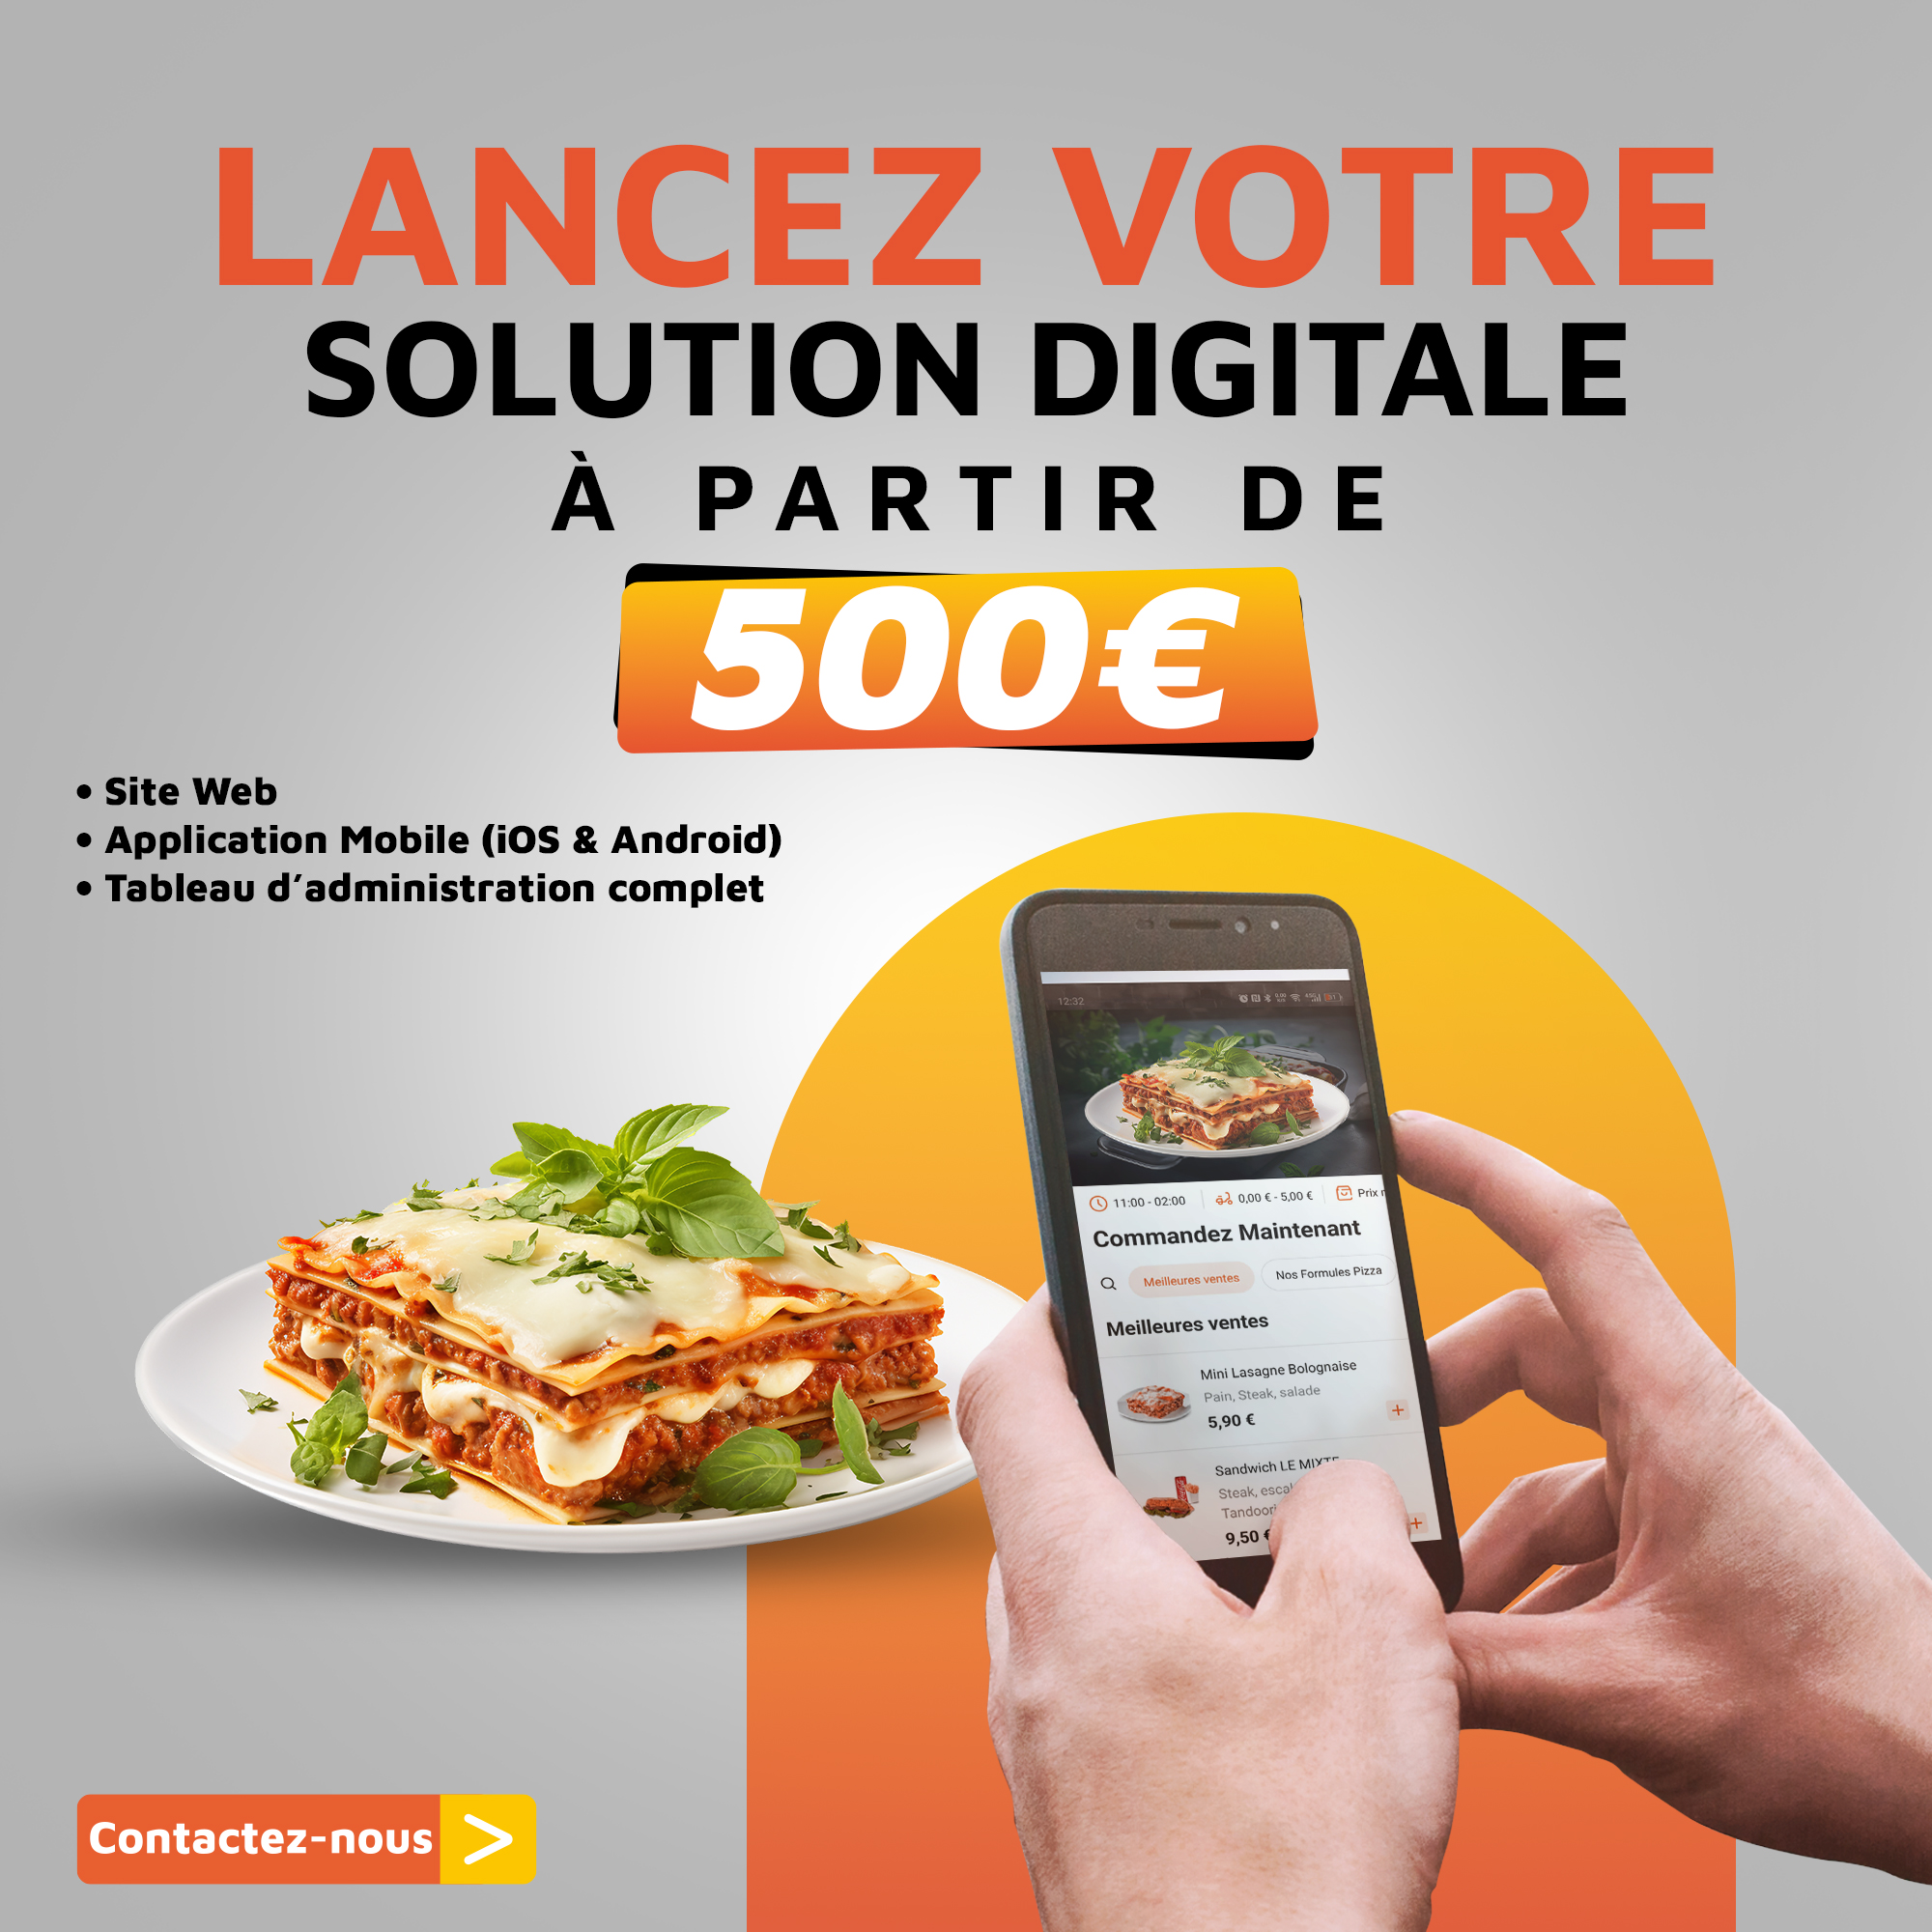 LANCEZ VOTRE
SOLUTION DIGITALE
À PARTIR DE
500€
• Site Web
• Application Mobile (iOS & Android)
• Tableau d’administration complet
12:32
11:00 - 02:00
0,00 € - 5,00 €
Prix
Commandez Maintenant
Meilleures ventes
Nos Formules Pizza
Meilleures ventes
Mini Lasagne Bolognaise
Pain, Steak, salade
5,90 €
+
Sandwich LE MIXTE
Steak,
9,50 €
+
Contactez-nous >